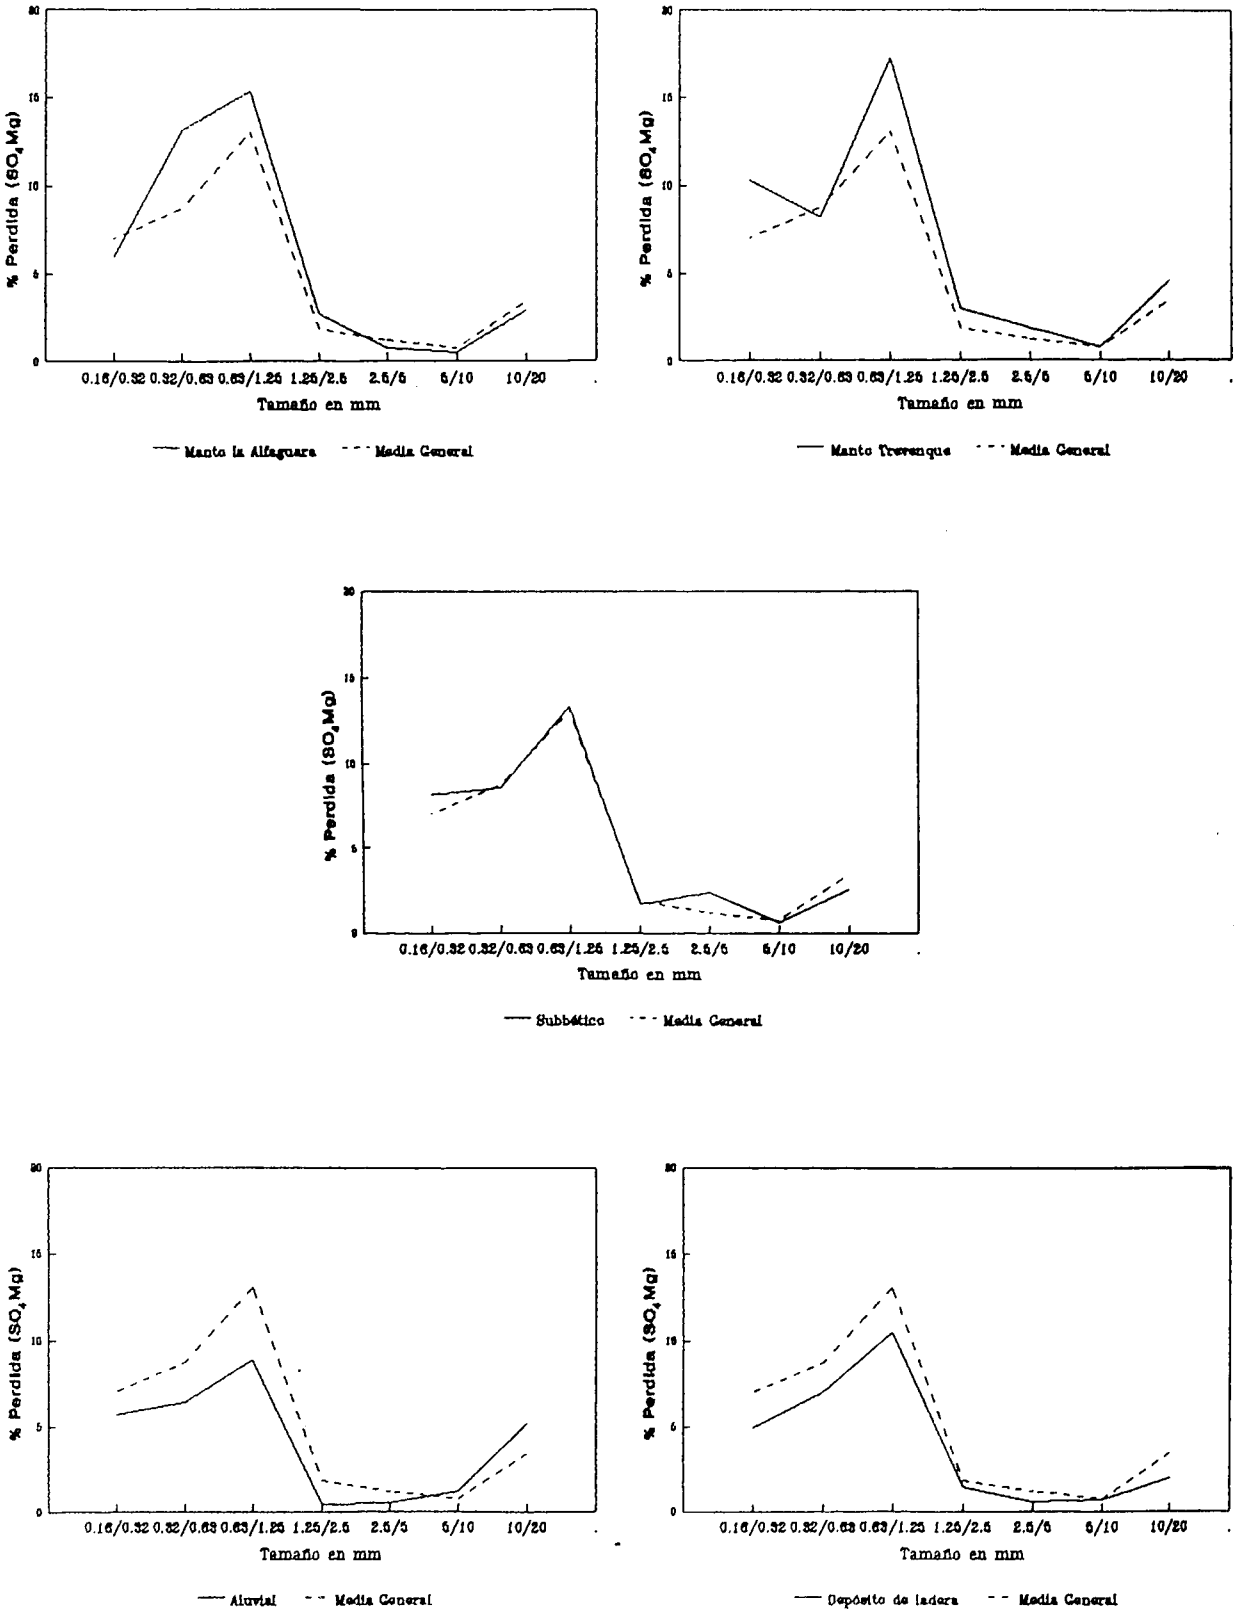 20
15
10
5
0
% Perdida (SO4Mg)
0.16/0.32 0.32/0.63 0.63/1.25 1.25/2.5 2.5/5 5/10 10/20
Tamaño en mm
Manto la Alfaguara Media General
20
15
10
5
0
% Perdida (SO4Mg)
0.16/0.32 0.32/0.63 0.63/1.25 1.25/2.5 2.5/5 5/10 10/20
Tamaño en mm
Manto Trevenque Media General
20
15
10
5
0
% Perdida (SO4Mg)
0.16/0.32 0.32/0.63 0.63/1.25 1.25/2.5 2.5/5 5/10 10/20
Tamaño en mm
Subbético Media General
20
15
10
5
0
% Perdida (SO4Mg)
0.16/0.32 0.32/0.63 0.63/1.25 1.25/2.5 2.5/5 5/10 10/20
Tamaño en mm
Aluvial Media General
20
15
10
5
0
% Perdida (SO4Mg)
0.16/0.32 0.32/0.63 0.63/1.25 1.25/2.5 2.5/5 5/10 10/20
Tamaño en mm
Depósito de ladera Media General